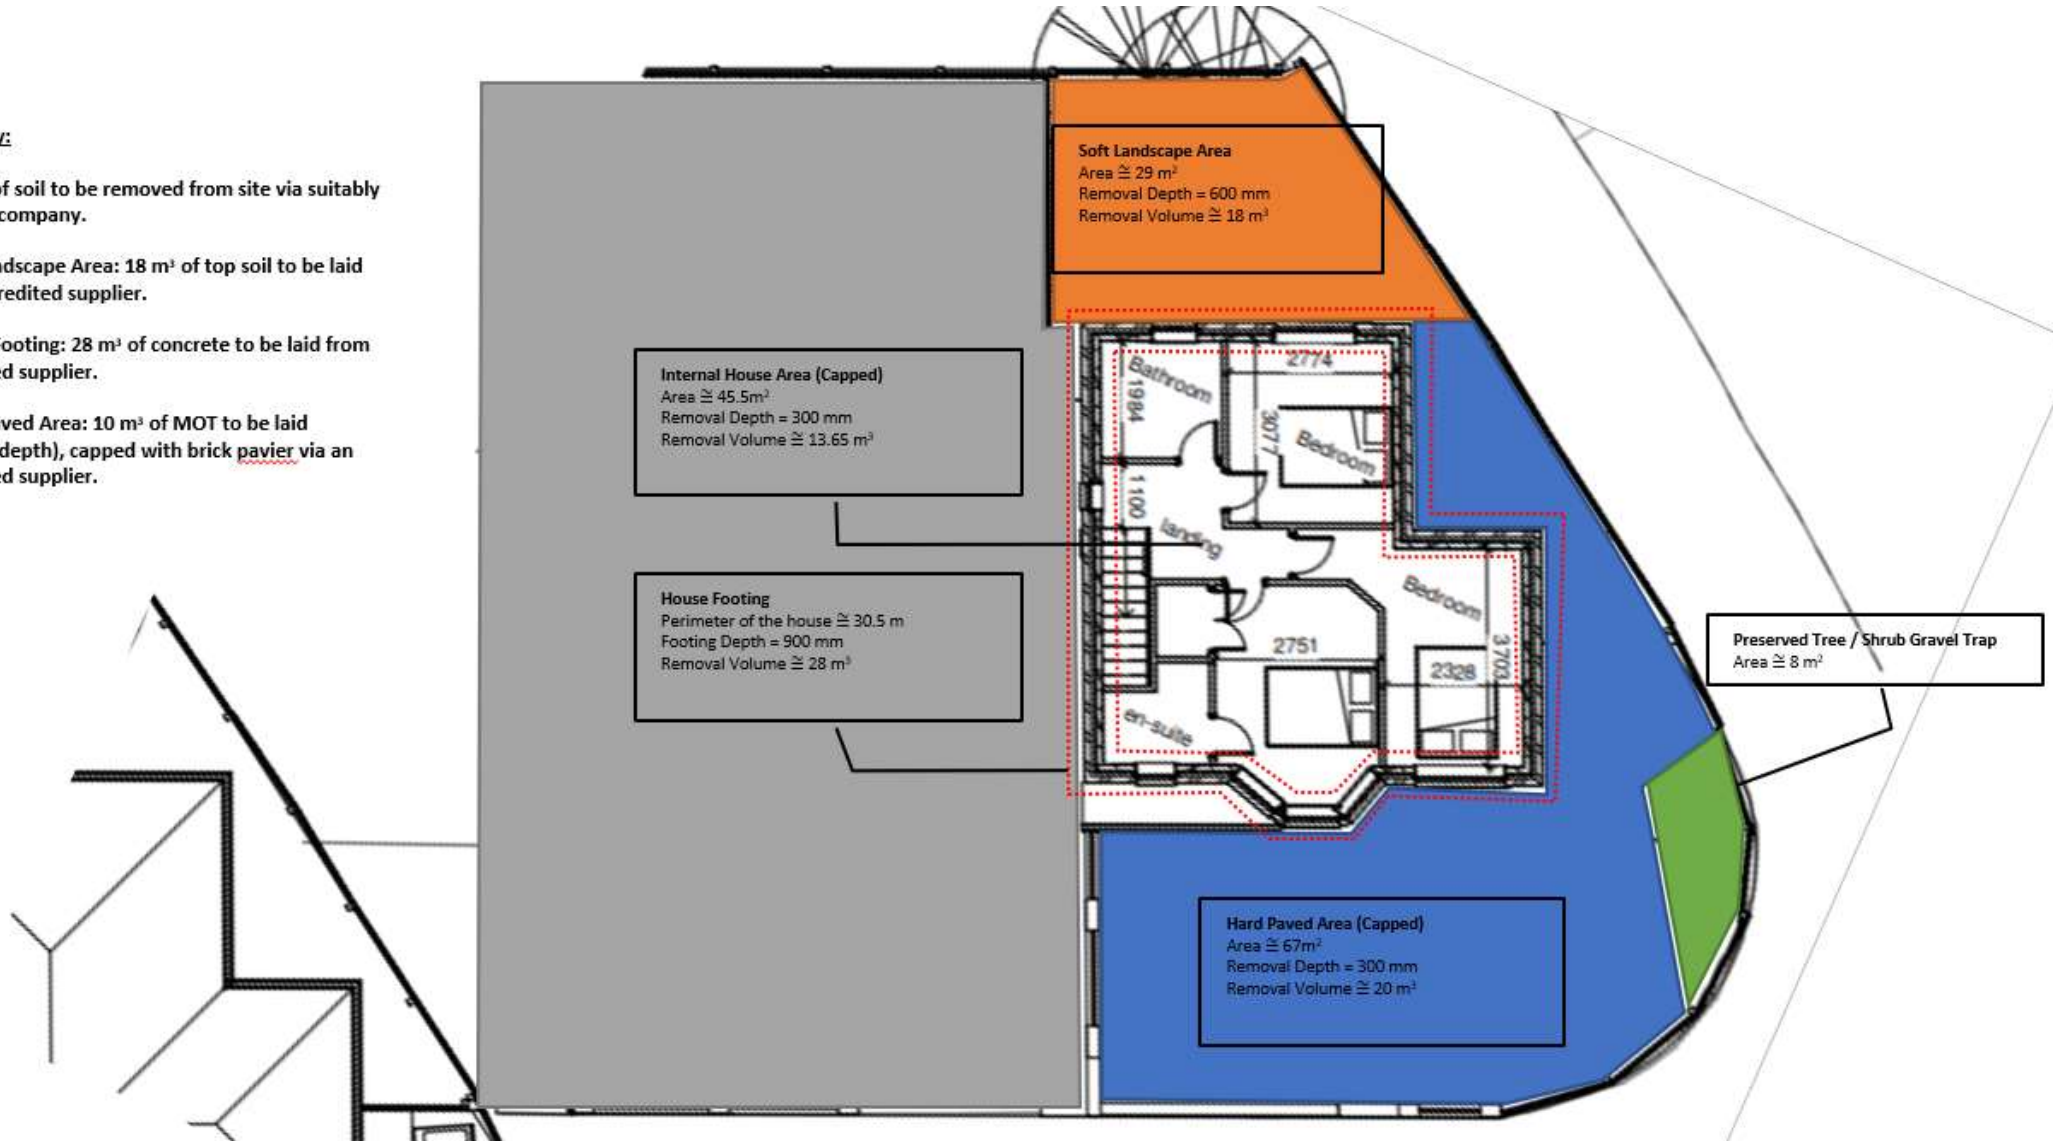 y:
of soil to be removed from site via suitably
company.
ndscape Area: 18 m³ of top soil to be laid
redited supplier.
Footing: 28 m³ of concrete to be laid from
ed supplier.
ved Area: 10 m³ of MOT to be laid
depth), capped with brick pavier via an
ed supplier.
Soft Landscape Area
Area ≅ 29 m²
Removal Depth = 600 mm
Removal Volume ≅ 18 m³
Internal House Area (Capped)
Area ≅ 45.5m²
Removal Depth = 300 mm
Removal Volume ≅ 13.65 m³
House Footing
Perimeter of the house ≅ 30.5 m
Footing Depth = 900 mm
Removal Volume ≅ 28 m³
Bathroom
1984
2774
3077
Bedroom
1100
landing
Bedroom
2751
2328
3703
en-suite
Preserved Tree / Shrub Gravel Trap
Area ≅ 8 m²
Hard Paved Area (Capped)
Area ≅ 67m²
Removal Depth = 300 mm
Removal Volume ≅ 20 m³